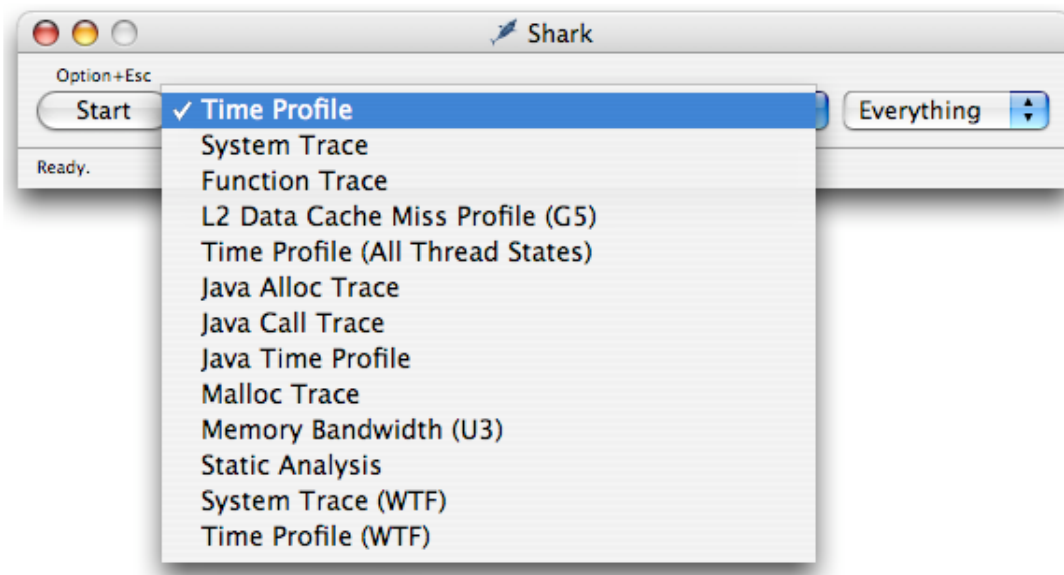 Shark
Option+Esc
Start
✓ Time Profile
Everything
System Trace
Ready.
Function Trace
L2 Data Cache Miss Profile (G5)
Time Profile (All Thread States)
Java Alloc Trace
Java Call Trace
Java Time Profile
Malloc Trace
Memory Bandwidth (U3)
Static Analysis
System Trace (WTF)
Time Profile (WTF)